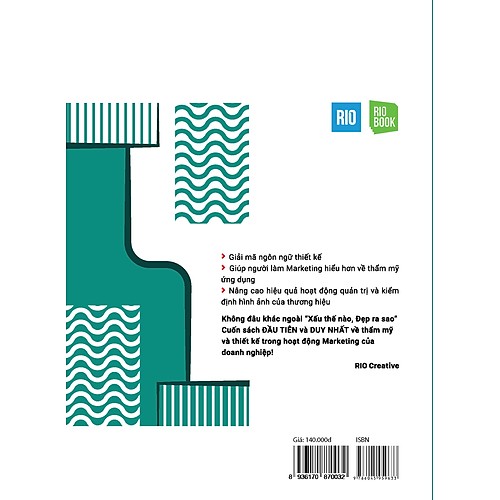 RIO
RIO
BOOK
Giải mã ngôn ngữ thiết kế
Giúp người làm Marketing hiểu hơn về thẩm mỹ
ứng dụng
Nâng cao hiệu quả hoạt động quản trị và kiểm
định hình ảnh của thương hiệu
Không đâu khác ngoài “Xấu thế nào, Đẹp ra sao”
Cuốn sách ĐẦU TIÊN và DUY NHẤT về thẩm mỹ
và thiết kế trong hoạt động Marketing của
doanh nghiệp!
RIO Creative
Giá: 140.000đ
ISBN
8 936170 870032